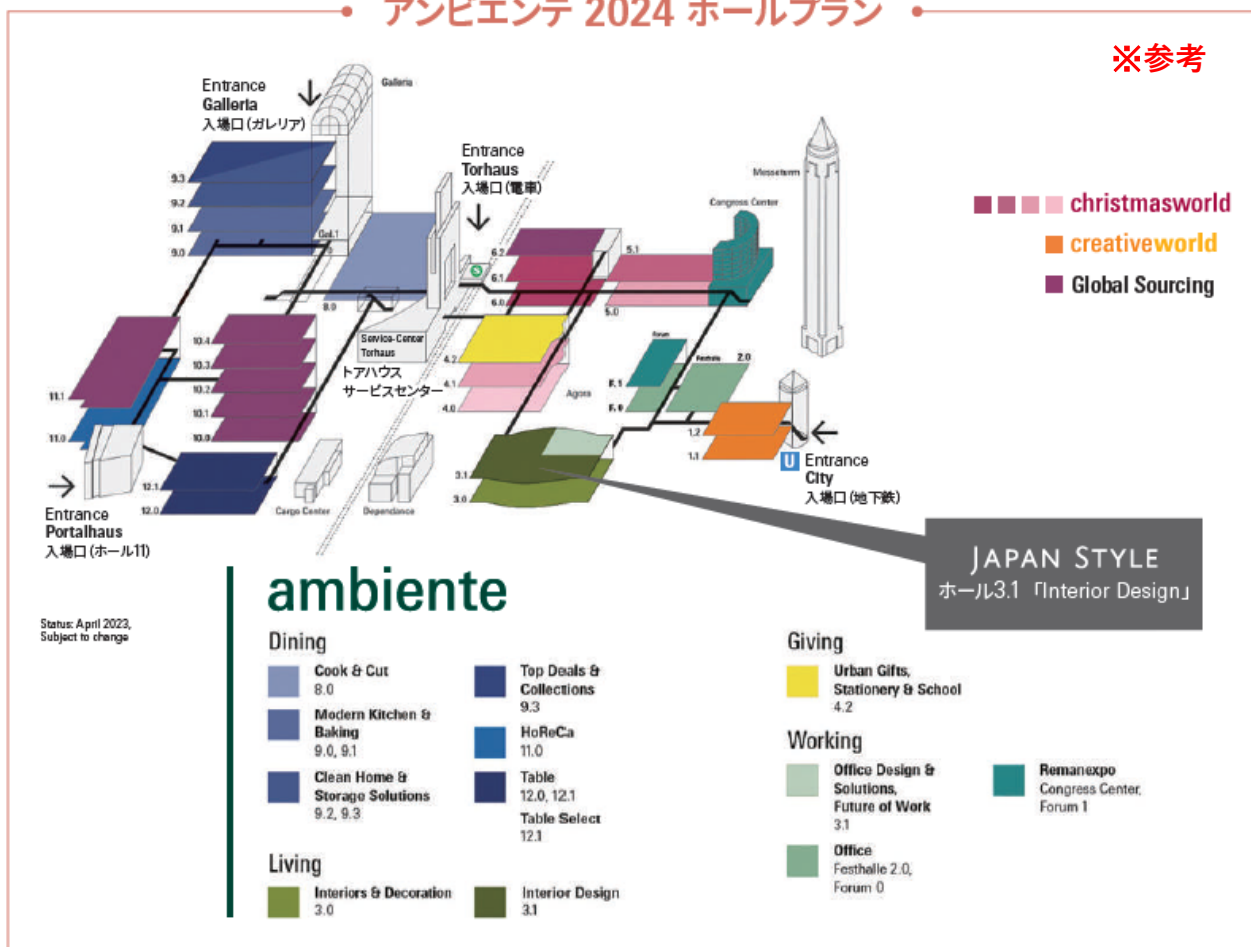 アンビエンテ 2024 ホールプラン
※参考
Entrance
Galleria
入場口(ガレリア)
Galleria
Entrance
Torhaus
入場口(電車)
Messeturm
Congress Center
christmasworld
creativeworld
Global Sourcing
9.3
9.2
9.1
9.0
Gal.1
8.0
6.2
6.1
6.0
5.1
5.0
10.4
10.3
10.2
10.1
10.0
11.1
11.0
Service-Center
Torhaus
トアハウス
サービスセンター
4.2
4.1
4.0
Agora
Forum
F.1
F.0
Festhalle
2.0
1.2
1.1
U
Entrance
City
入場口(地下鉄)
3.1
3.0
12.1
12.0
Cargo Center
Dependance
Entrance
Portalhaus
入場口(ホール11)
JAPAN STYLE
ホール3.1「Interior Design」
Status: April 2023,
Subject to change
ambiente
Dining
Cook & Cut
8.0
Modern Kitchen &
Baking
9.0, 9.1
Clean Home &
Storage Solutions
9.2, 9.3
Top Deals &
Collections
9.3
HoReCa
11.0
Table
12.0, 12.1
Table Select
12.1
Living
Interiors & Decoration
3.0
Interior Design
3.1
Giving
Urban Gifts,
Stationery & School
4.2
Working
Office Design &
Solutions,
Future of Work
3.1
Office
Festhalle 2.0,
Forum 0
Remanexpo
Congress Center,
Forum 1